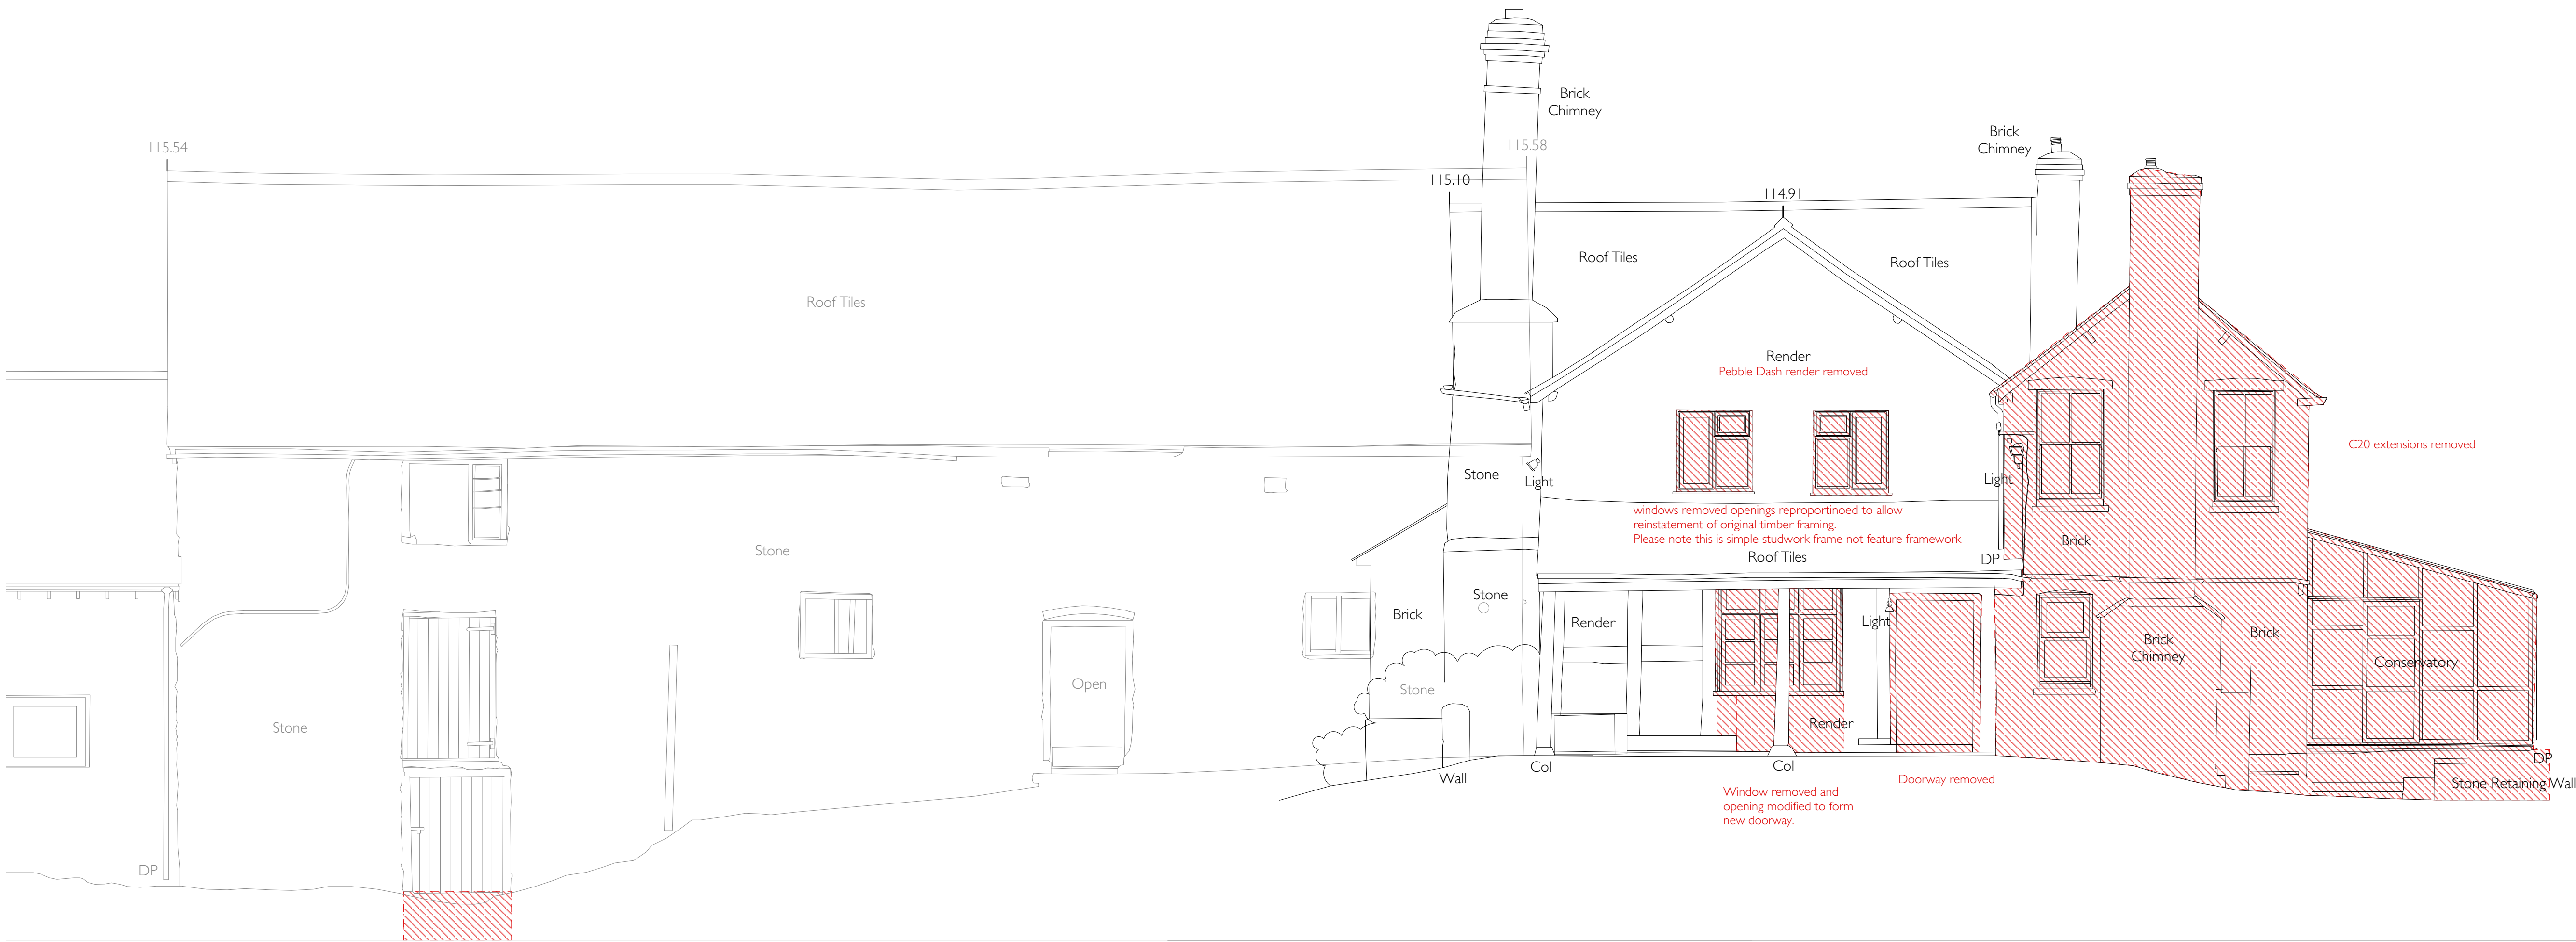 Brick
Chimney
115.54
115.58
Brick
Chimney
115.10
114.91
Roof Tiles
Roof Tiles
Roof Tiles
Render
Pebble Dash render removed
C20 extensions removed
Stone
Light
Light
windows removed openings reproportinoed to allow
reinstatement of original timber framing.
Please note this is simple studwork frame not feature framework
Roof Tiles
DP
Brick
Stone
Stone
Brick
Render
Light
Brick
Brick
Chimney
Conservatory
Open
Stone
Stone
Render
Wall
Col
Col
Doorway removed
DP
Stone Retaining Wall
Window removed and
opening modified to form
new doorway.
DP